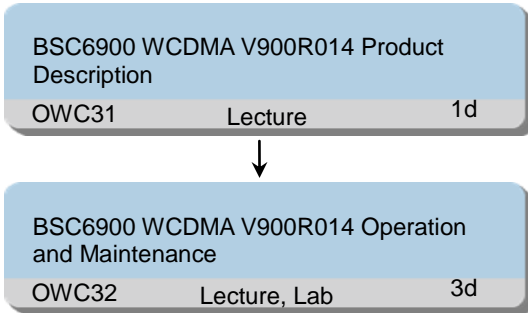 BSC6900 WCDMA V900R014 Product
Description
OWC31 Lecture 1d
BSC6900 WCDMA V900R014 Operation
and Maintenance
OWC32 Lecture, Lab 3d